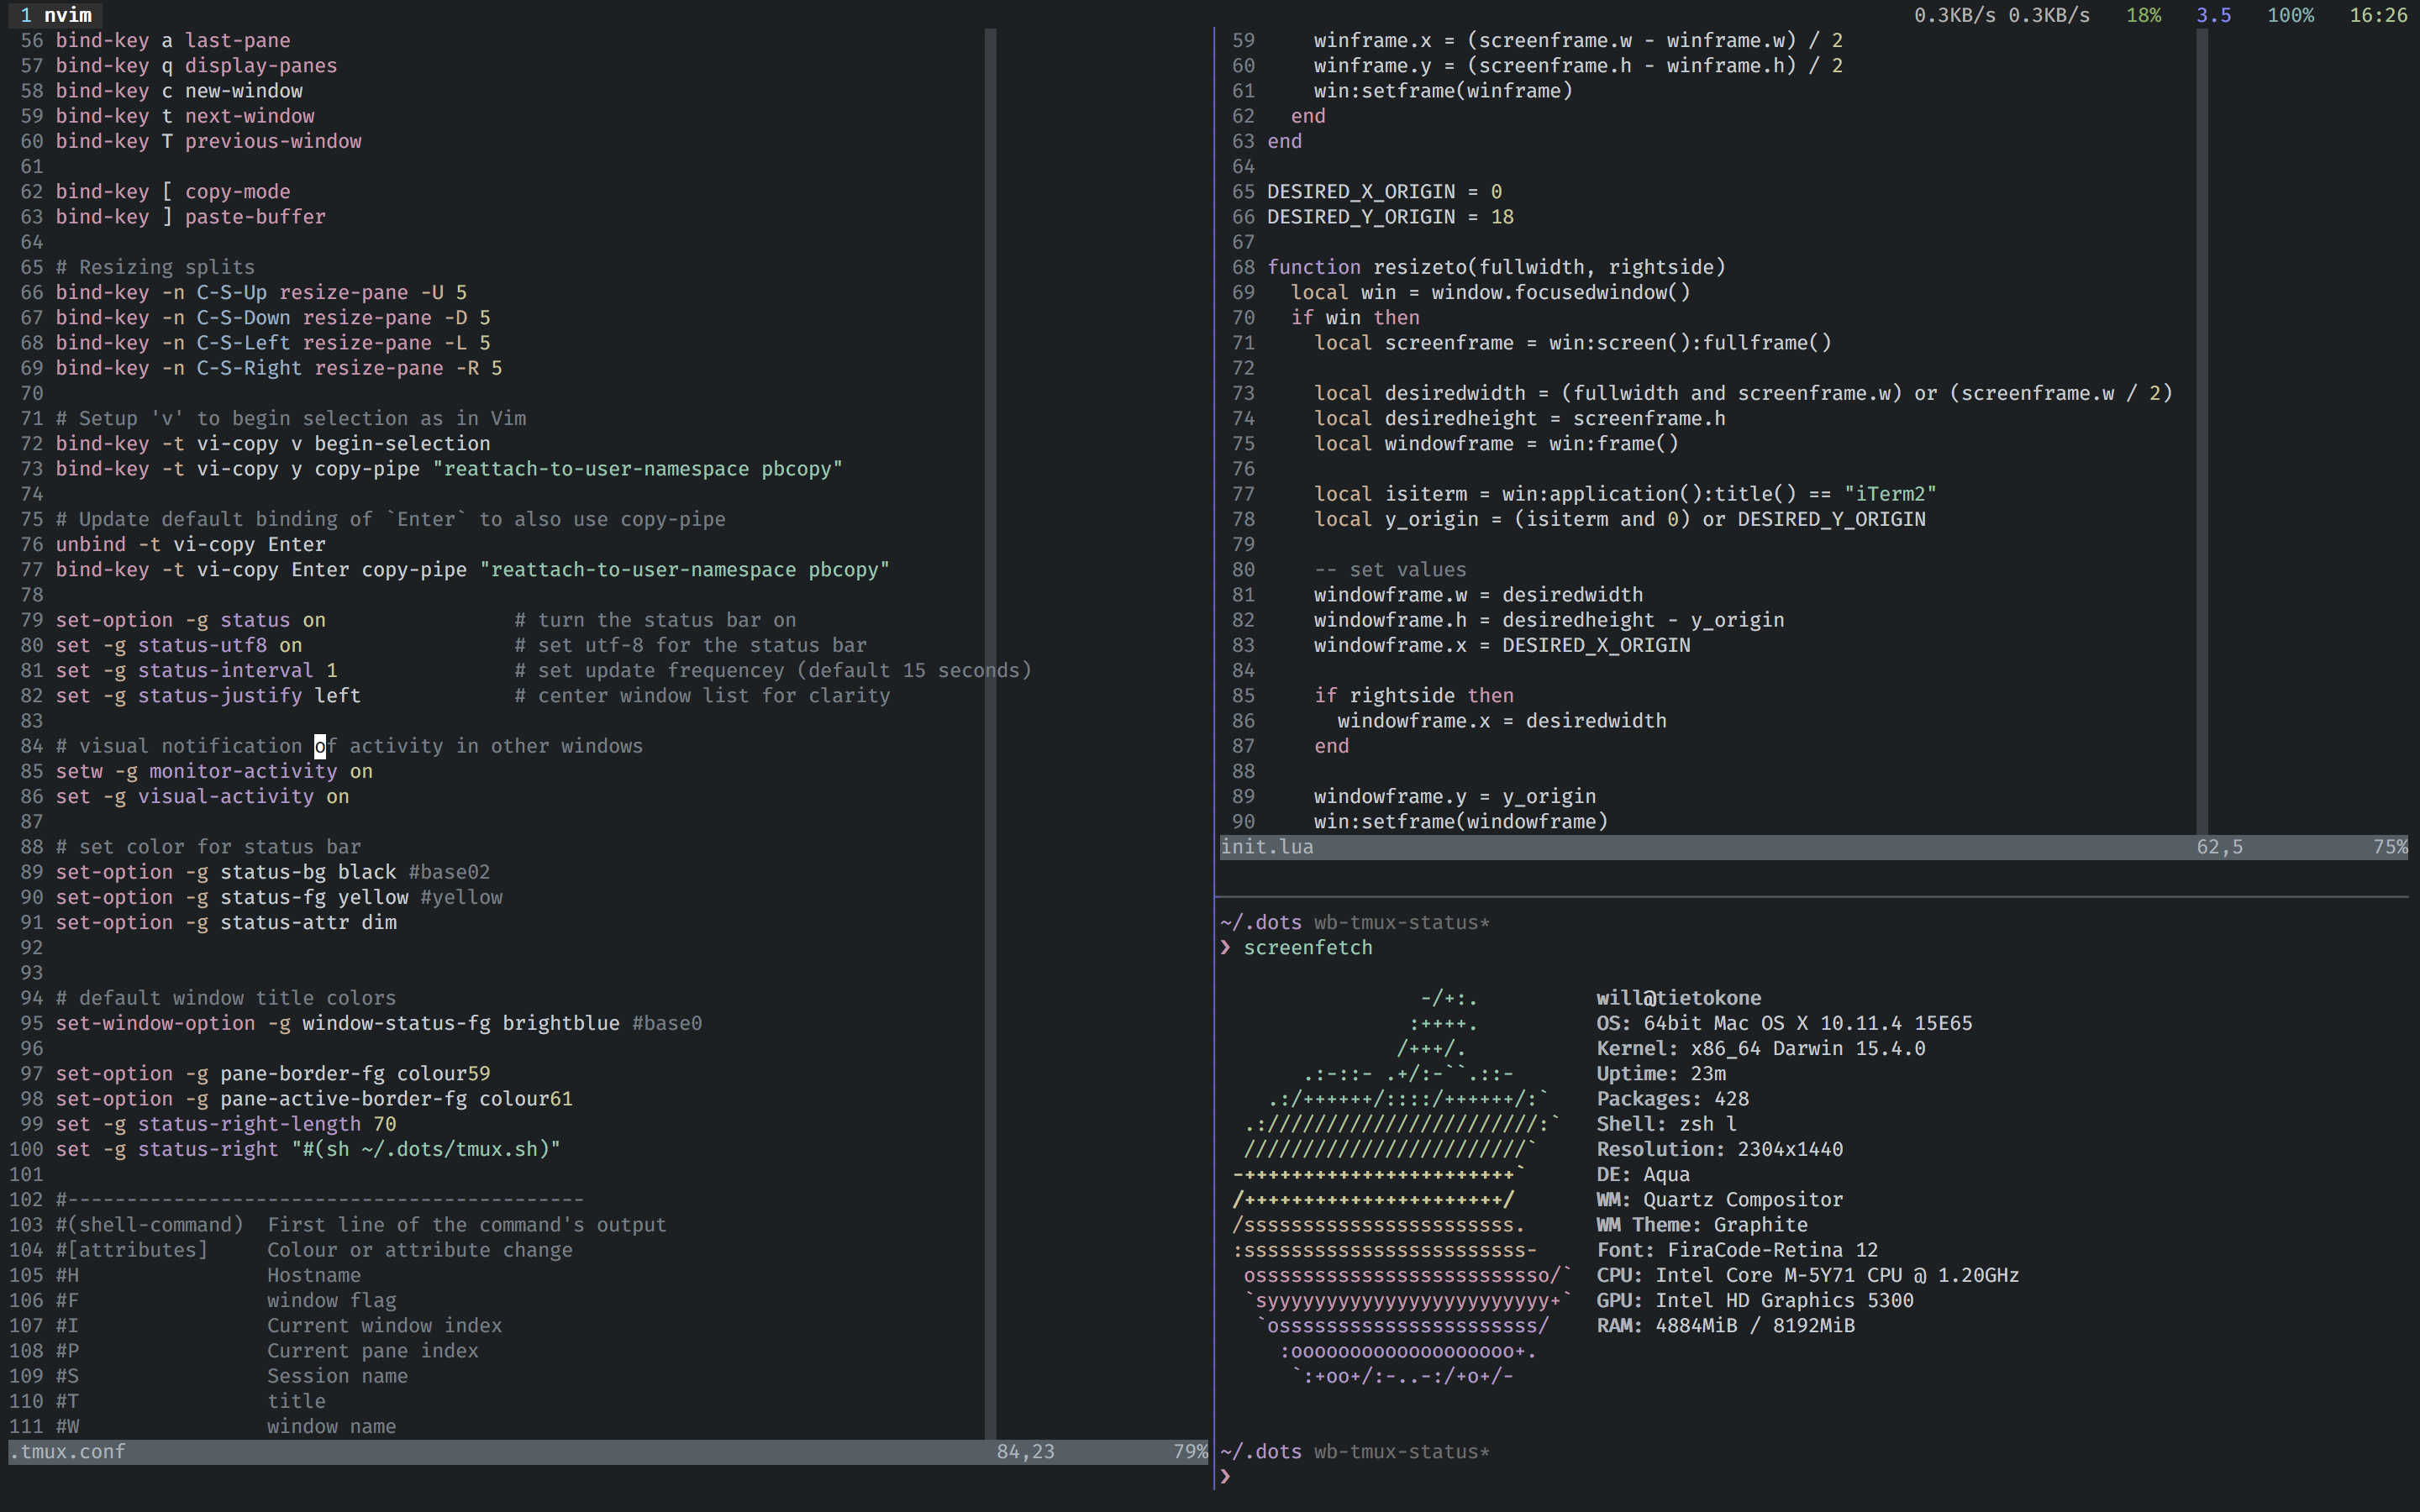 1 nvim 0.3KB/s 0.3KB/s 18% 3.5 100% 16:26
56 bind-key a last-pane
57 bind-key q display-panes
58 bind-key c new-window
59 bind-key t next-window
60 bind-key T previous-window
61
62 bind-key [ copy-mode
63 bind-key ] paste-buffer
64
65 # Resizing splits
66 bind-key -n C-S-Up resize-pane -U 5
67 bind-key -n C-S-Down resize-pane -D 5
68 bind-key -n C-S-Left resize-pane -L 5
69 bind-key -n C-S-Right resize-pane -R 5
70
71 # Setup 'v' to begin selection as in Vim
72 bind-key -t vi-copy v begin-selection
73 bind-key -t vi-copy y copy-pipe "reattach-to-user-namespace pbcopy"
74
75 # Update default binding of `Enter` to also use copy-pipe
76 unbind -t vi-copy Enter
77 bind-key -t vi-copy Enter copy-pipe "reattach-to-user-namespace pbcopy"
78
79 set-option -g status on                # turn the status bar on
80 set -g status-utf8 on                  # set utf-8 for the status bar
81 set -g status-interval 1               # set update frequencey (default 15 seconds)
82 set -g status-justify left             # center window list for clarity
83
84 # visual notification of activity in other windows
85 setw -g monitor-activity on
86 set -g visual-activity on
87
88 # set color for status bar
89 set-option -g status-bg black #base02
90 set-option -g status-fg yellow #yellow
91 set-option -g status-attr dim
92
93
94 # default window title colors
95 set-window-option -g window-status-fg brightblue #base0
96
97 set-option -g pane-border-fg colour59
98 set-option -g pane-active-border-fg colour61
99 set -g status-right-length 70
100 set -g status-right "#(sh ~/.dots/tmux.sh)"
101
102 #--------------------------------------------
103 #(shell-command)  First line of the command's output
104 #[attributes]     Colour or attribute change
105 #H                Hostname
106 #F                window flag
107 #I                Current window index
108 #P                Current pane index
109 #S                Session name
110 #T                title
111 #W                window name
.tmux.conf 84,23 79%
59     winframe.x = (screenframe.w - winframe.w) / 2
60     winframe.y = (screenframe.h - winframe.h) / 2
61     win:setframe(winframe)
62   end
63 end
64
65 DESIRED_X_ORIGIN = 0
66 DESIRED_Y_ORIGIN = 18
67
68 function resizeto(fullwidth, rightside)
69   local win = window.focusedwindow()
70   if win then
71     local screenframe = win:screen():fullframe()
72
73     local desiredwidth = (fullwidth and screenframe.w) or (screenframe.w / 2)
74     local desiredheight = screenframe.h
75     local windowframe = win:frame()
76
77     local isiterm = win:application():title() == "iTerm2"
78     local y_origin = (isiterm and 0) or DESIRED_Y_ORIGIN
79
80     -- set values
81     windowframe.w = desiredwidth
82     windowframe.h = desiredheight - y_origin
83     windowframe.x = DESIRED_X_ORIGIN
84
85     if rightside then
86       windowframe.x = desiredwidth
87     end
88
89     windowframe.y = y_origin
90     win:setframe(windowframe)
init.lua 62,5 75%
~/.dots wb-tmux-status*
❯ screenfetch
                 -/+:.          will@tietokone
                :++++.          OS: 64bit Mac OS X 10.11.4 15E65
               /+++/.           Kernel: x86_64 Darwin 15.4.0
       .:-::- .+/:-``.::-       Uptime: 23m
    .:/++++++/::::/++++++/:`    Packages: 428
  .:///////////////////////:`   Shell: zsh l
  ////////////////////////`     Resolution: 2304x1440
 -+++++++++++++++++++++++`      DE: Aqua
 /++++++++++++++++++++++/       WM: Quartz Compositor
 /sssssssssssssssssssssss.      WM Theme: Graphite
 :ssssssssssssssssssssssss-     Font: FiraCode-Retina 12
  osssssssssssssssssssssssso/`  CPU: Intel Core M-5Y71 CPU @ 1.20GHz
  `syyyyyyyyyyyyyyyyyyyyyyyy+`  GPU: Intel HD Graphics 5300
   `ossssssssssssssssssssss/    RAM: 4884MiB / 8192MiB
     :ooooooooooooooooooo+.
      `:+oo+/:-..-:/+o+/-
~/.dots wb-tmux-status*
❯